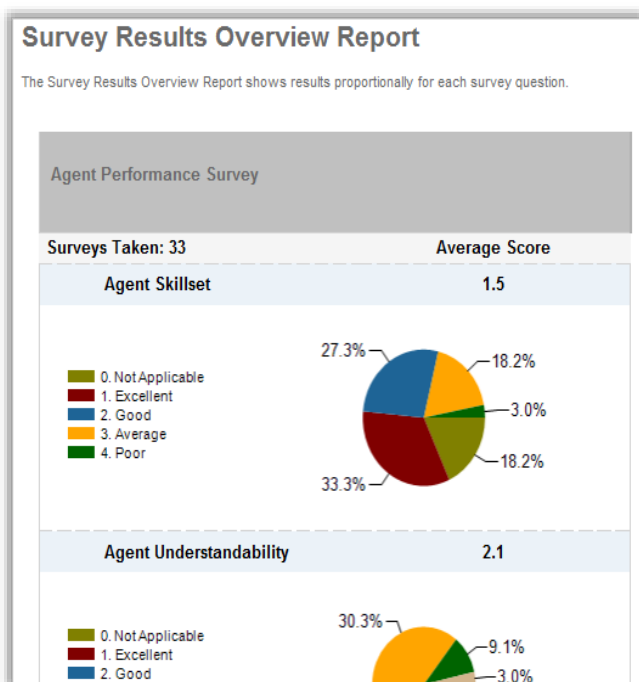 Survey Results Overview Report
The Survey Results Overview Report shows results proportionally for each survey question.
Agent Performance Survey
Surveys Taken: 33 Average Score
Agent Skillset 1.5
27.3% 18.2%
0. Not Applicable
1. Excellent
2. Good
3. Average
4. Poor
3.0%
18.2%
33.3%
Agent Understandability 2.1
30.3%
0. Not Applicable
9.1%
1. Excellent
2. Good
3.0%